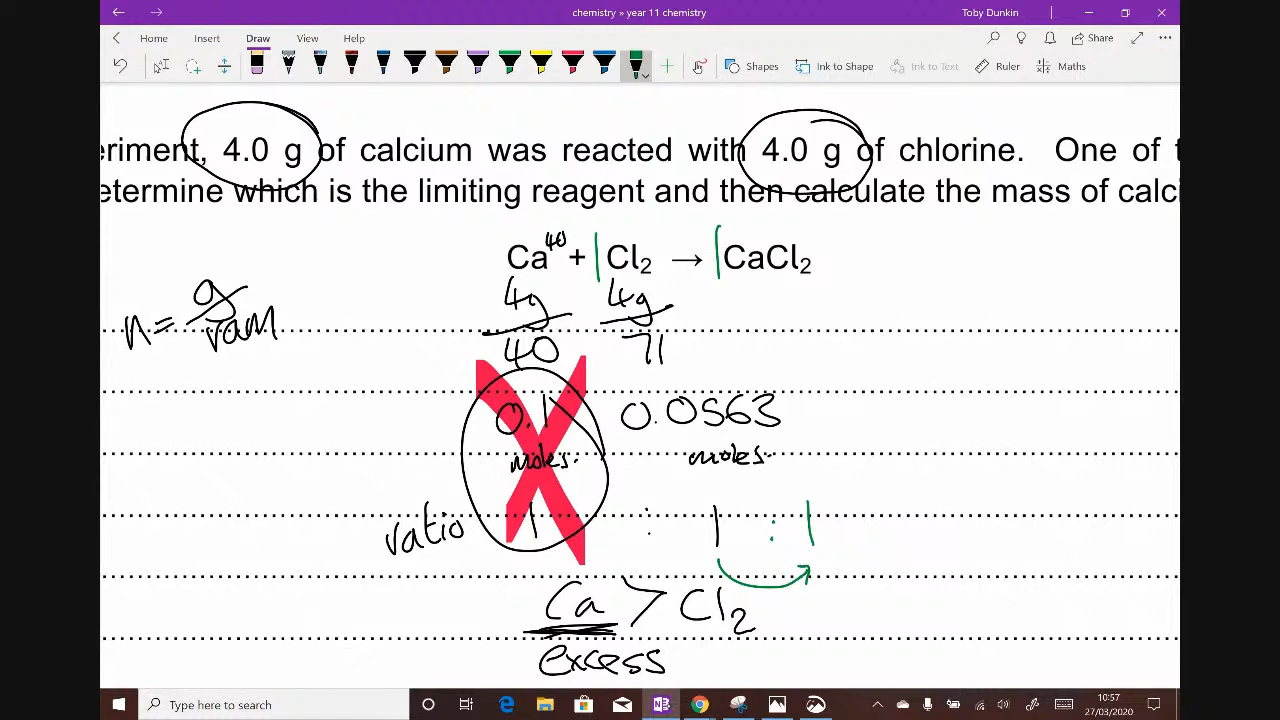 chemistry » year 11 chemistry
Toby Dunkin
Home Insert Draw View Help
Share
Shapes Ink to Shape Ink to Text Ruler Maths
eriment, 4.0 g of calcium was reacted with 4.0 g of chlorine. One of t
etermine which is the limiting reagent and then calculate the mass of calci
Ca⁴⁰ + 1 Cl₂ → 1 CaCl₂
n = g/ram
4g/40 4g/71
0.1 0.0563
moles. moles.
ratio 1 : 1 : 1
Ca > Cl₂
excess
Type here to search
10:57
27/03/2020